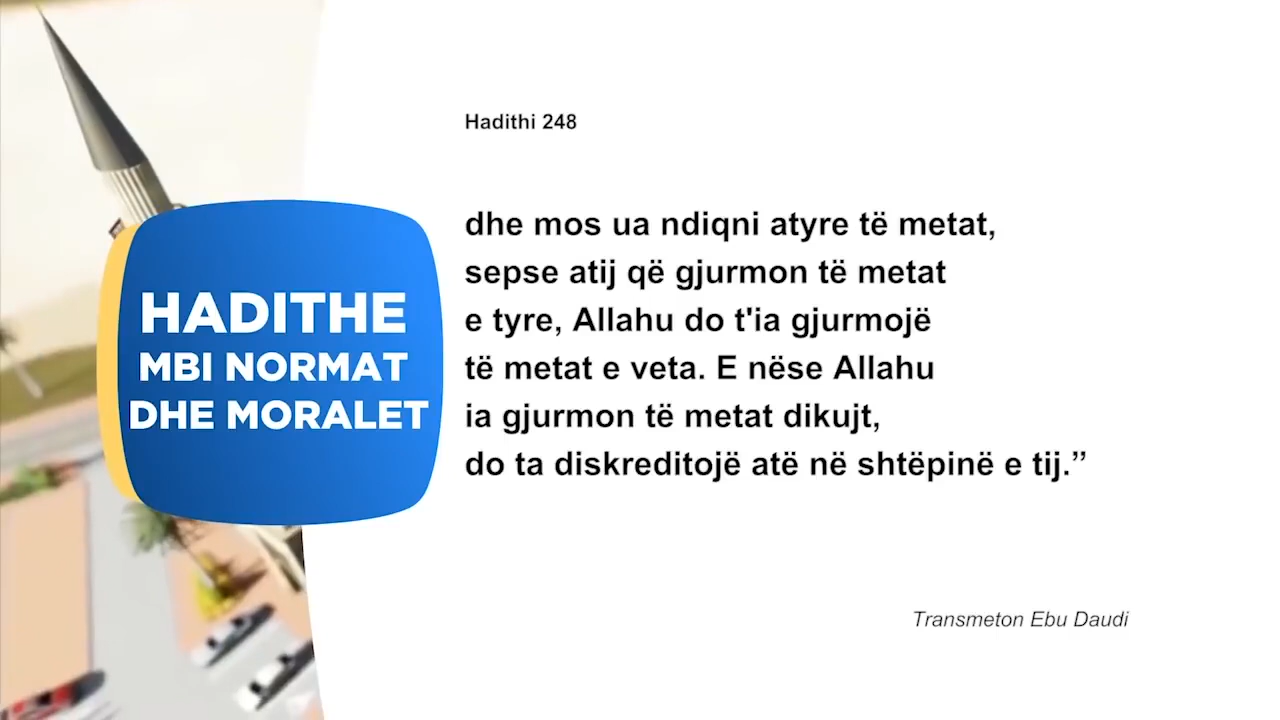 HADITHE
MBI NORMAT
DHE MORALET
Hadithi 248
dhe mos ua ndiqni atyre të metat,
sepse atij që gjurmon të metat
e tyre, Allahu do t'ia gjurmojë
të metat e veta. E nëse Allahu
ia gjurmon të metat dikujt,
do ta diskreditojë atë në shtëpinë e tij.”
Transmeton Ebu Daudi